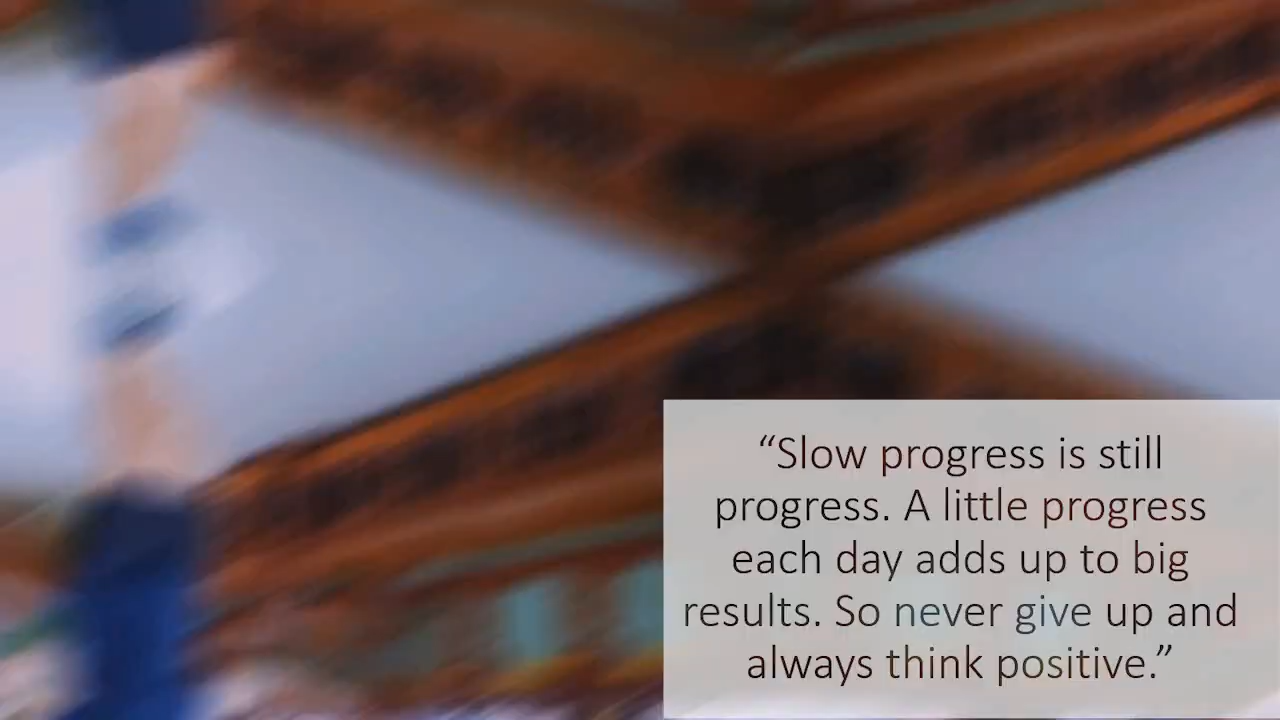 “Slow progress is still
progress. A little progress
each day adds up to big
results. So never give up and
always think positive.”